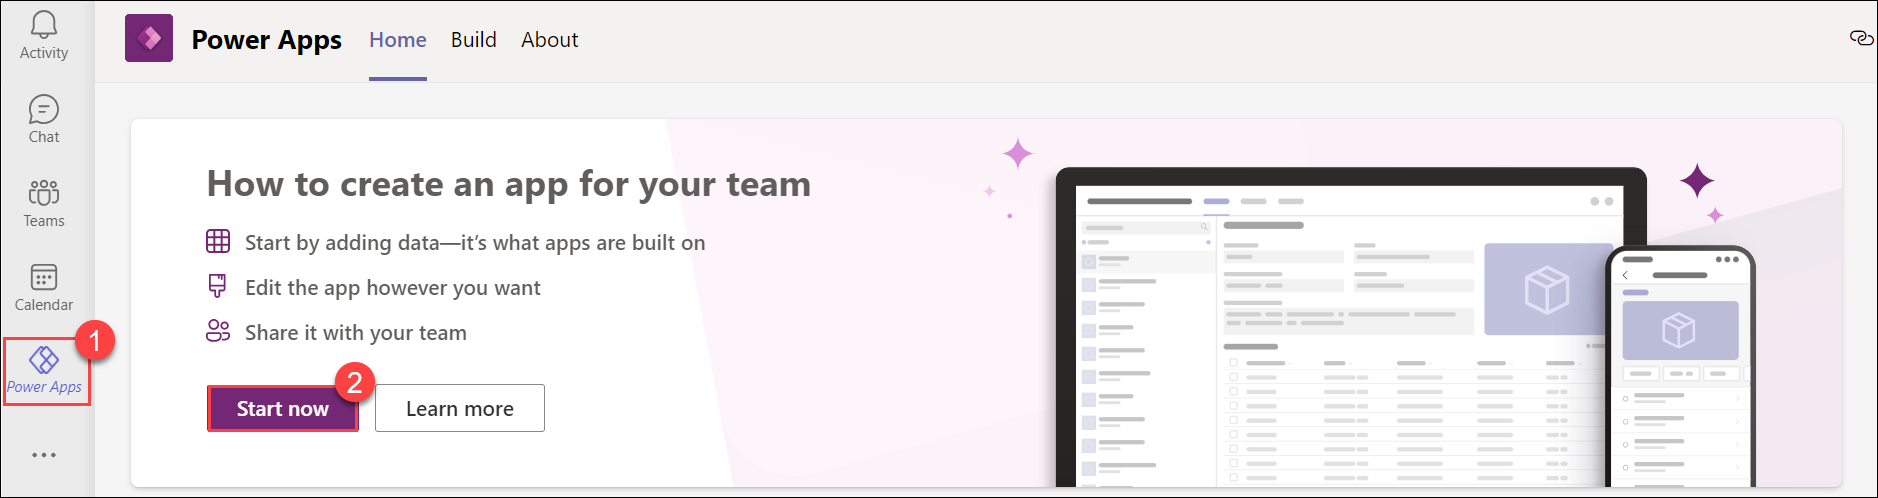 Activity
Chat
Teams
Calendar
1
Power Apps
...
Power Apps Home Build About
How to create an app for your team
Start by adding data—it's what apps are built on
Edit the app however you want
Share it with your team
2
Start now Learn more